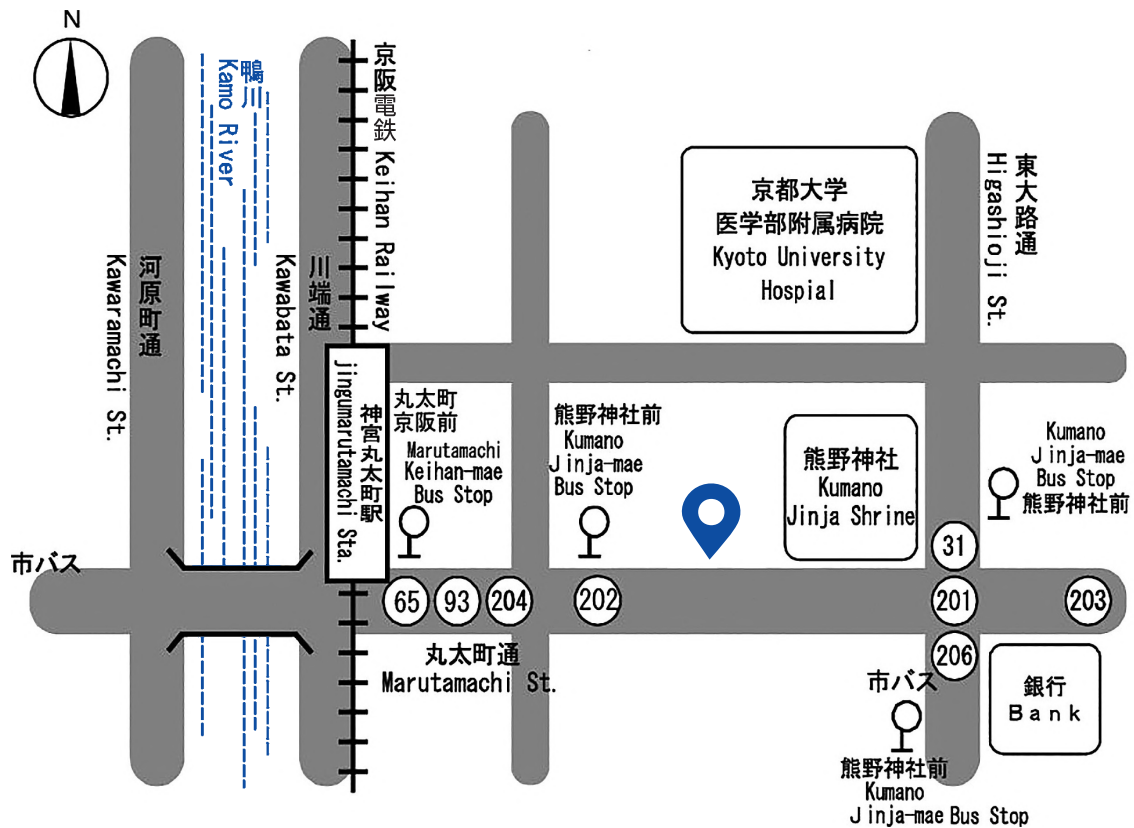 N
鴨川
Kamo River
京阪電鉄 Keihan Railway
河原町通
Kawaramachi St.
川端通
Kawabata St.
京都大学
医学部附属病院
Kyoto University
Hospial
東大路通
Higashioji St.
神宮丸太町駅
jingumarutamachi Sta.
丸太町
京阪前
Marutamachi
Keihan-mae
Bus Stop
熊野神社前
Kumano
Jinja-mae
Bus Stop
熊野神社
Kumano
Jinja Shrine
Kumano
Jinja-mae
Bus Stop
熊野神社前
市バス
31
65
93
204
202
201
203
206
丸太町通
Marutamachi St.
市バス
熊野神社前
Kumano
Jinja-mae Bus Stop
銀行
Bank